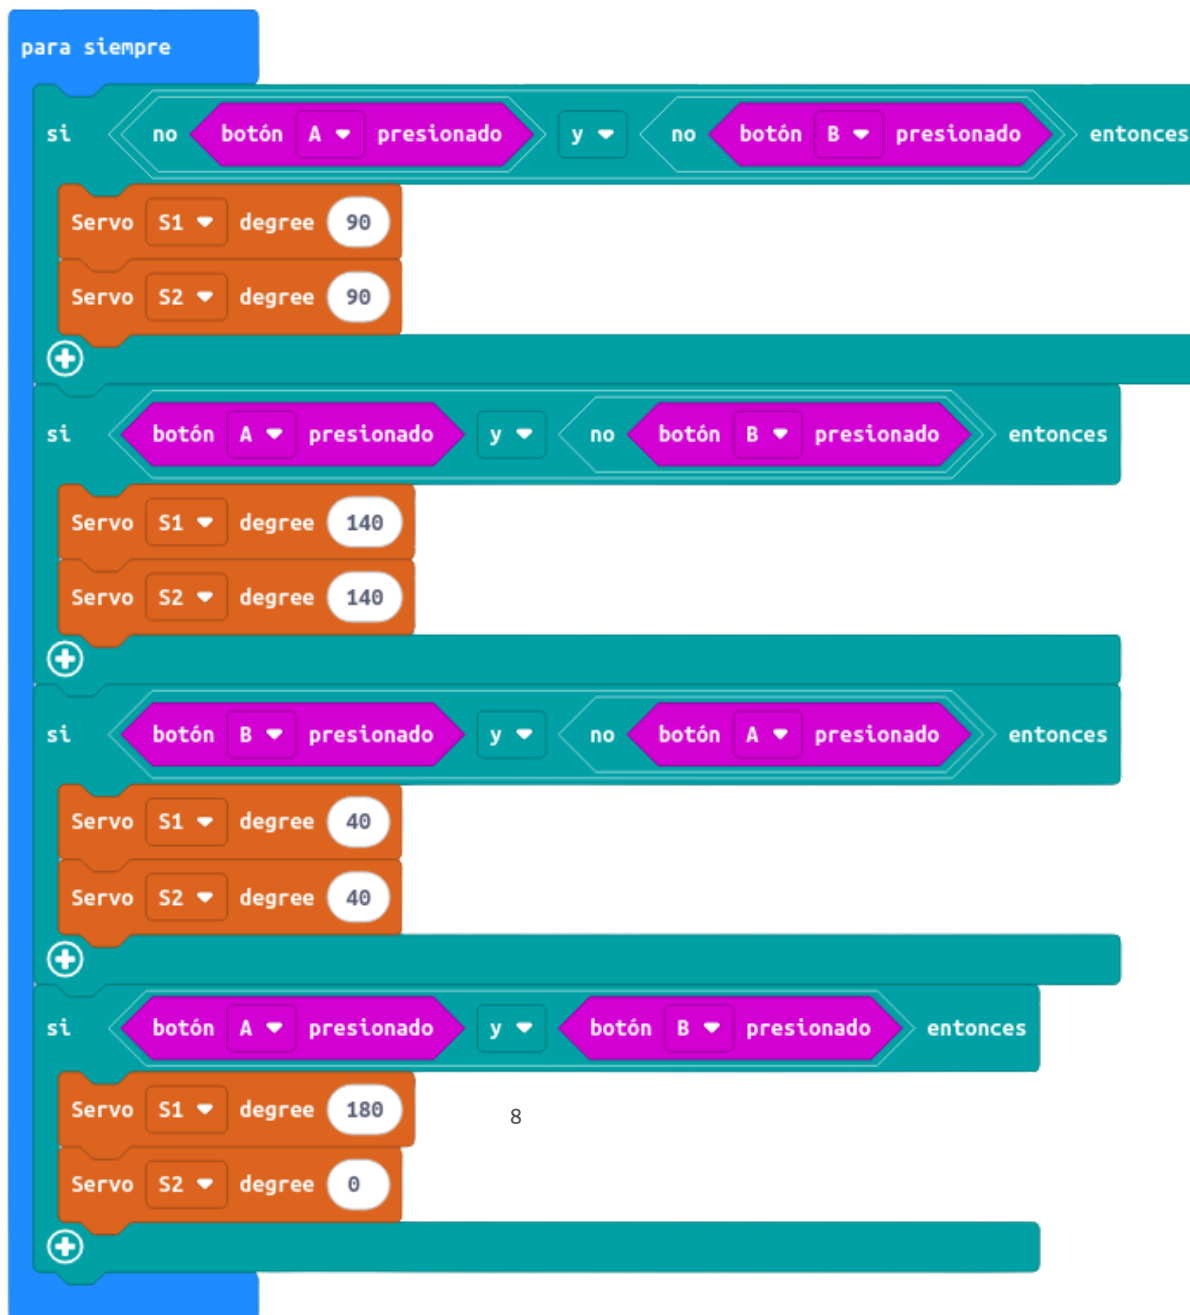 para siempre
si no botón A presionado y no botón B presionado entonces
Servo S1 degree 90
Servo S2 degree 90
si botón A presionado y no botón B presionado entonces
Servo S1 degree 140
Servo S2 degree 140
si botón B presionado y no botón A presionado entonces
Servo S1 degree 40
Servo S2 degree 40
si botón A presionado y botón B presionado entonces
Servo S1 degree 180
8
Servo S2 degree 0